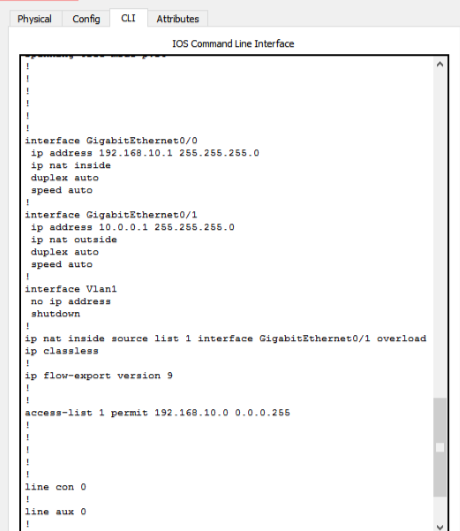 Physical Config CLI Attributes
IOS Command Line Interface
!
!
!
!
!
!
interface GigabitEthernet0/0
ip address 192.168.10.1 255.255.255.0
ip nat inside
duplex auto
speed auto
!
interface GigabitEthernet0/1
ip address 10.0.0.1 255.255.255.0
ip nat outside
duplex auto
speed auto
!
interface Vlan1
no ip address
shutdown
!
ip nat inside source list 1 interface GigabitEthernet0/1 overload
ip classless
!
ip flow-export version 9
!
!
access-list 1 permit 192.168.10.0 0.0.0.255
!
!
!
!
!
line con 0
!
line aux 0
!